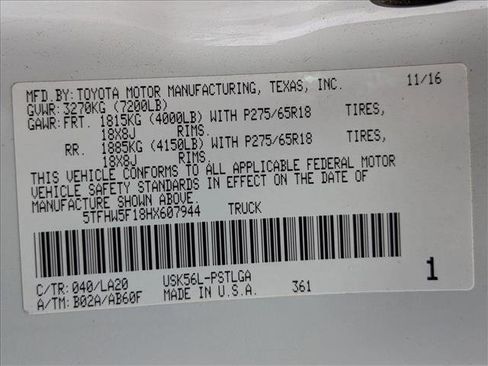 MFD.BY: TOYOTA MOTOR MANUFACTURING, TEXAS, INC. 11/16
GVWR: 3270KG (7200LB)
GAWR: FRT. 1815KG (4000LB) WITH P275/65R18 TIRES,
18X8J RIMS.
RR. 1885KG (4150LB) WITH P275/65R18 TIRES,
18X8J RIMS.
THIS VEHICLE CONFORMS TO ALL APPLICABLE FEDERAL MOTOR
VEHICLE SAFETY STANDARDS IN EFFECT ON THE DATE OF
MANUFACTURE SHOWN ABOVE.
5TFHW5F18HX607944 TRUCK
C/TR: 040/LA20 USK56L-PSTLGA
A/TM: B02A/AB60F MADE IN U.S.A. 361 1